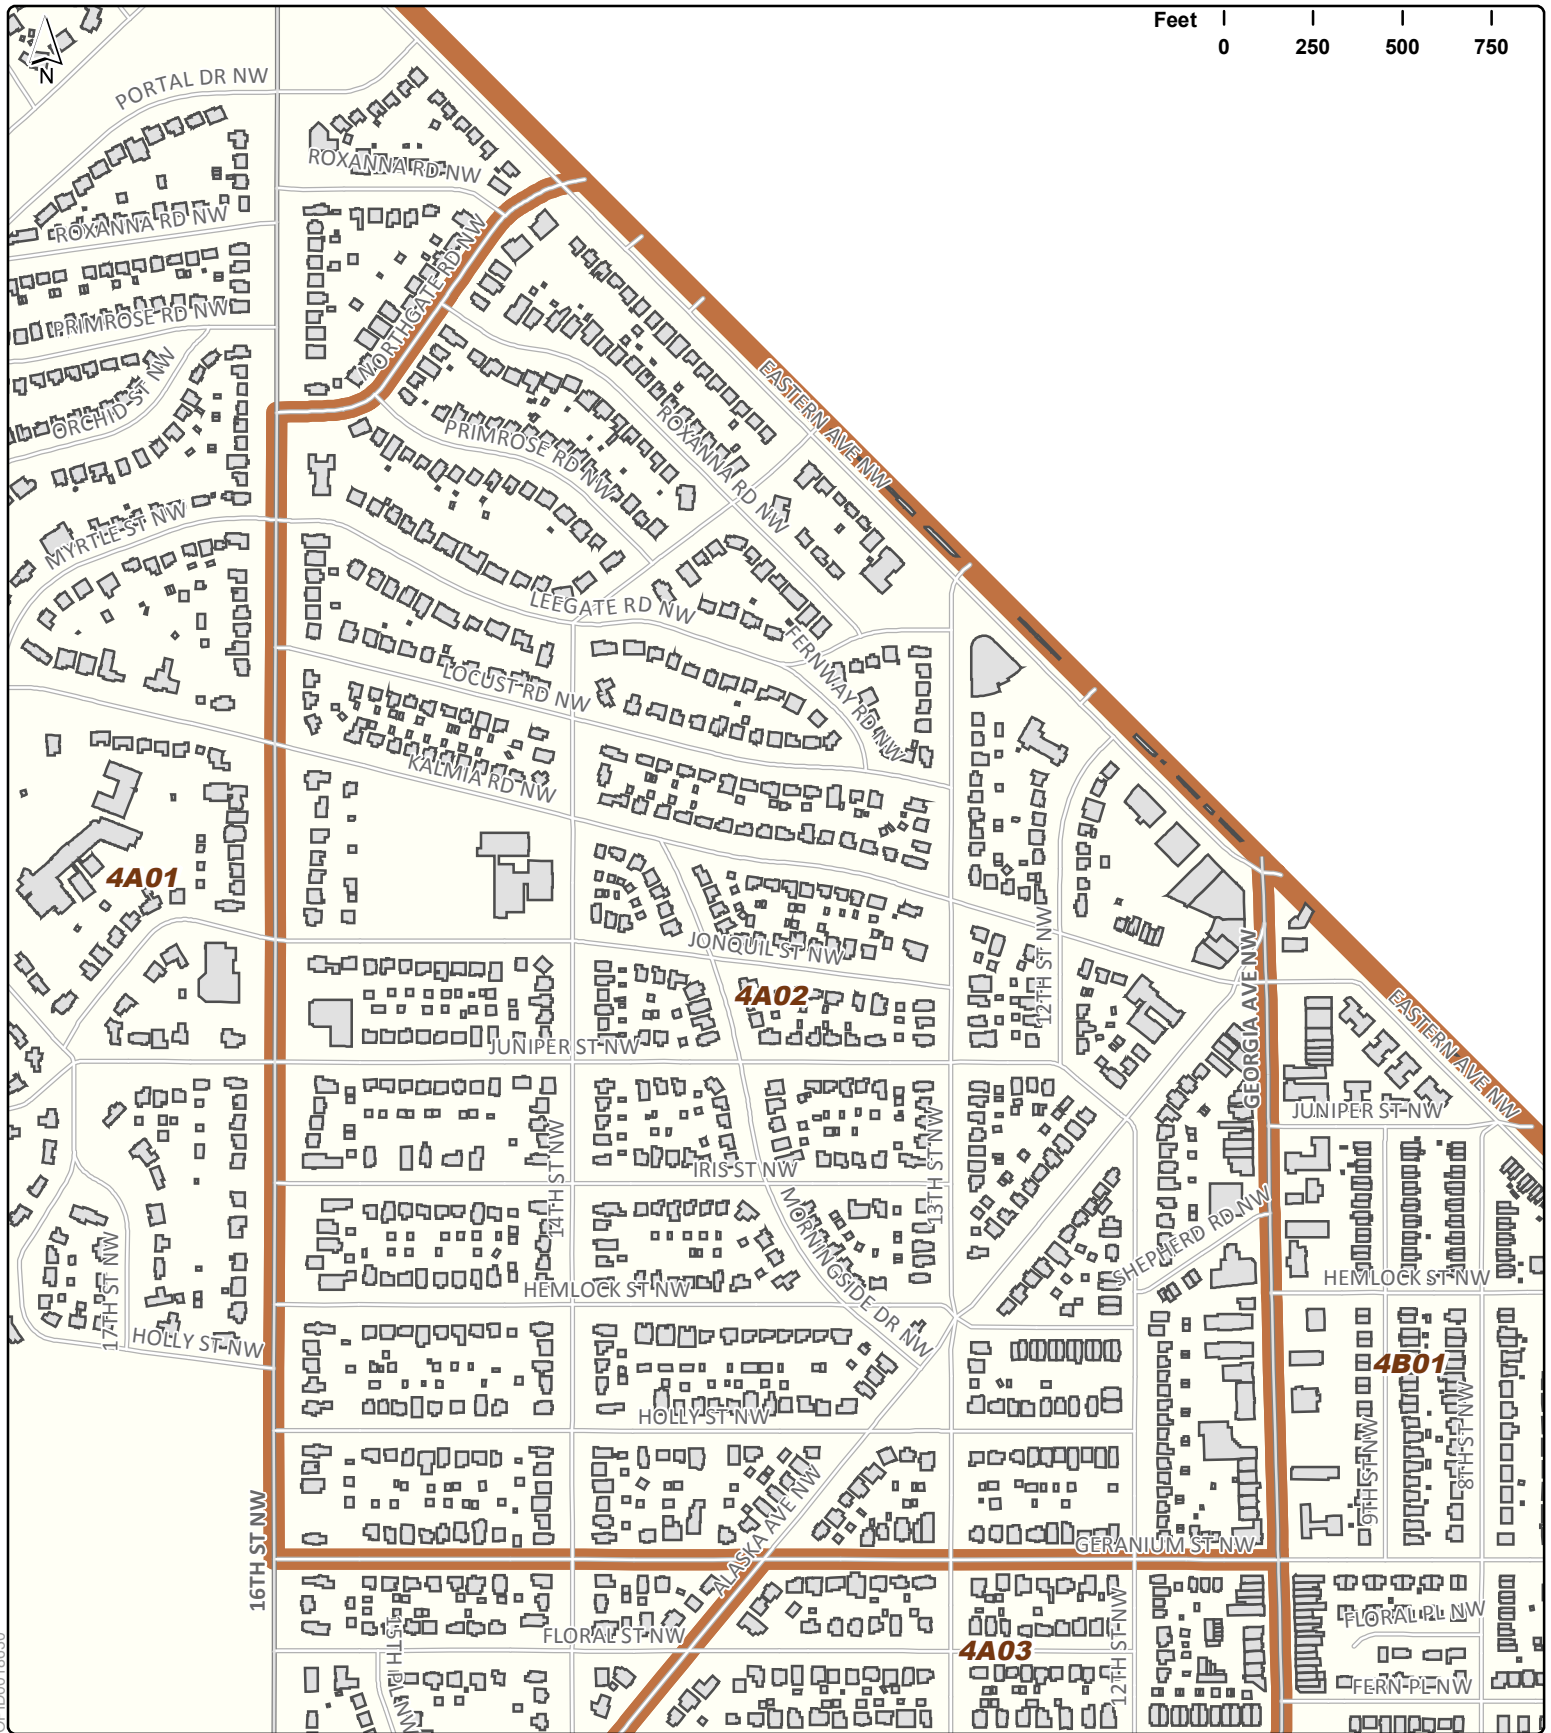 Feet
0 250 500 750
N
PORTAL DR NW
ROXANNA RD NW
ROXANNA RD NW
NORTHGATE RD NW
PRIMROSE RD NW
ORCHID ST NW
EASTERN AVE NW
PRIMROSE RD NW
ROXANNA RD NW
MYRTLE ST NW
LEEGATE RD NW
FERNWAY RD NW
LOCUST RD NW
KALMIA RD NW
4A01
JONQUIL ST NW
12TH ST NW
GEORGIA AVE NW
4A02
EASTERN AVE NW
JUNIPER ST NW
JUNIPER ST NW
14TH ST NW
IRIS ST NW
13TH ST NW
MORNINGSIDE DR NW
SHEPHERD RD NW
17TH ST NW
HEMLOCK ST NW
HEMLOCK ST NW
HOLLY ST NW
4B01
HOLLY ST NW
9TH ST NW
8TH ST NW
16TH ST NW
ALASKA AVE NW
GERANIUM ST NW
15TH PL NW
FLORAL ST NW
12TH ST NW
FLORAL PL NW
4A03
FERN PL NW